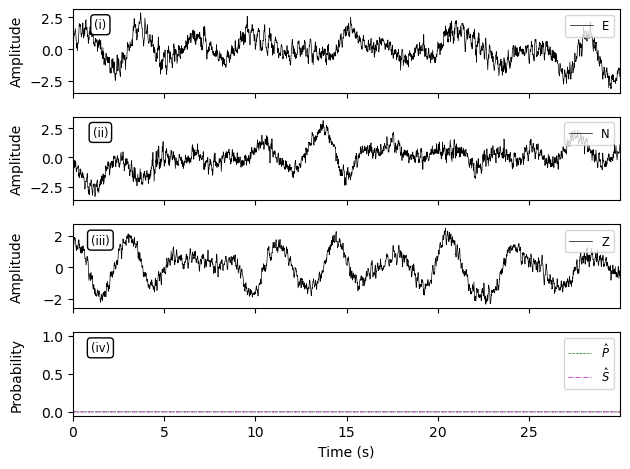 Amplitude
2.5
0.0
−2.5
(i)
E
Amplitude
2.5
0.0
−2.5
(ii)
N
Amplitude
2
0
−2
(iii)
Z
Probability
1.0
0.5
0.0
(iv)
P̂
Ŝ
0 5 10 15 20 25
Time (s)